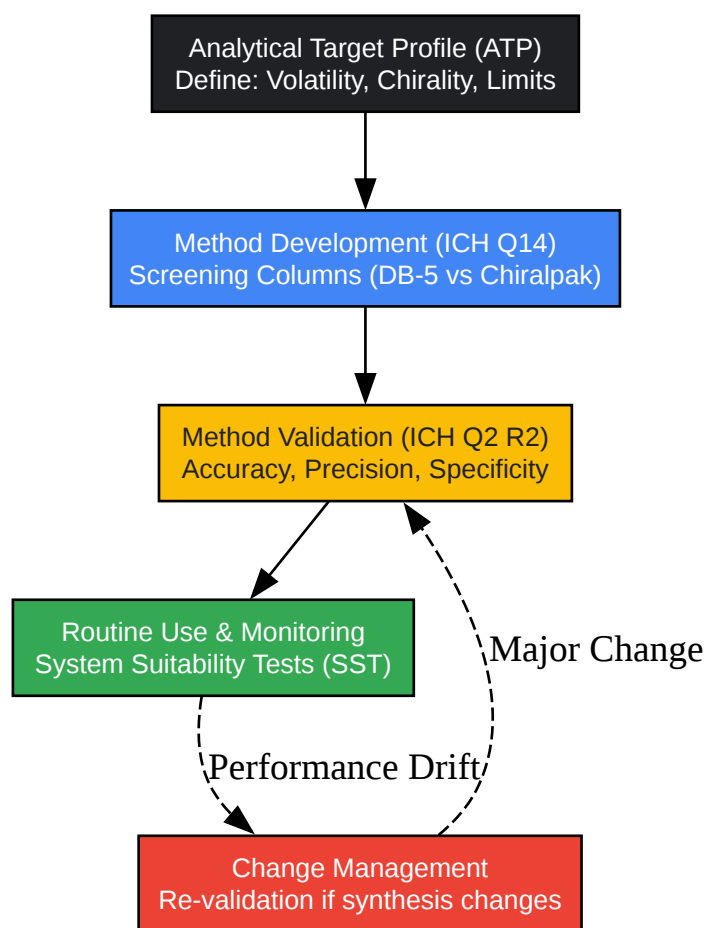 Analytical Target Profile (ATP)
Define: Volatility, Chirality, Limits
Method Development (ICH Q14)
Screening Columns (DB-5 vs Chiralpak)
Method Validation (ICH Q2 R2)
Accuracy, Precision, Specificity
Routine Use & Monitoring
System Suitability Tests (SST)
Major Change
Performance Drift
Change Management
Re-validation if synthesis changes